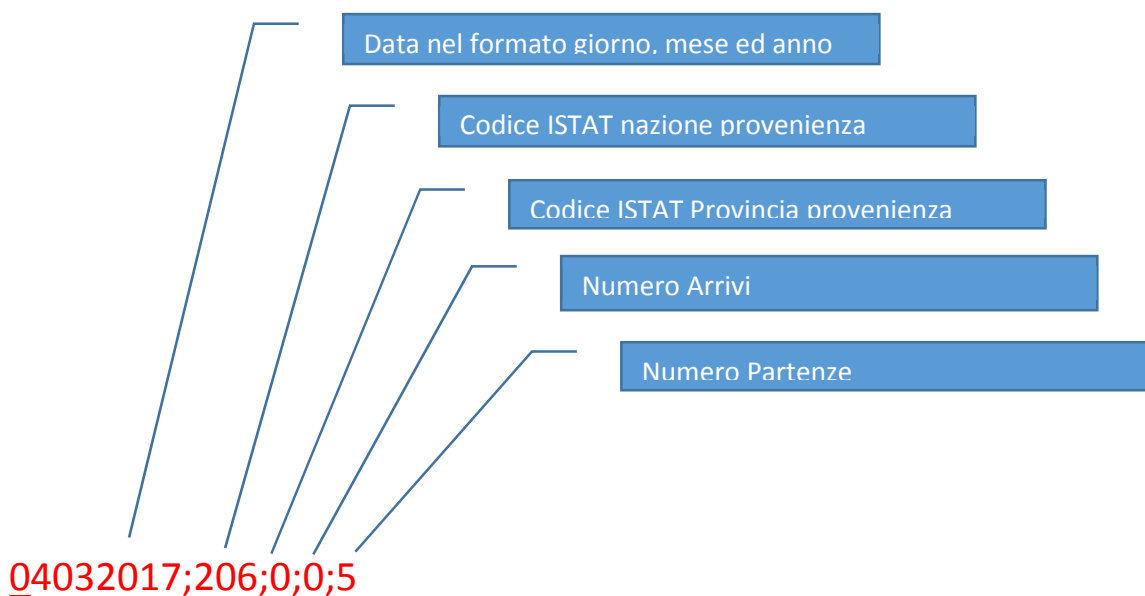 Data nel formato giorno, mese ed anno
Codice ISTAT nazione provenienza
Codice ISTAT Provincia provenienza
Numero Arrivi
Numero Partenze
04032017;206;0;0;5